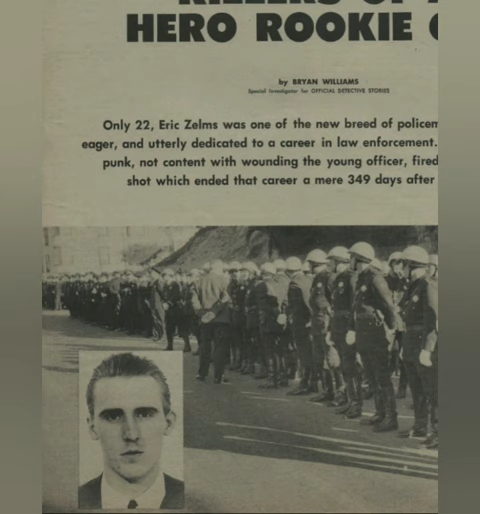 KILLERS OF
HERO ROOKIE
by BRYAN WILLIAMS
Special Investigator for OFFICIAL DETECTIVE STORIES
Only 22, Eric Zelms was one of the new breed of policem
eager, and utterly dedicated to a career in law enforcement.
punk, not content with wounding the young officer, fired
shot which ended that career a mere 349 days after